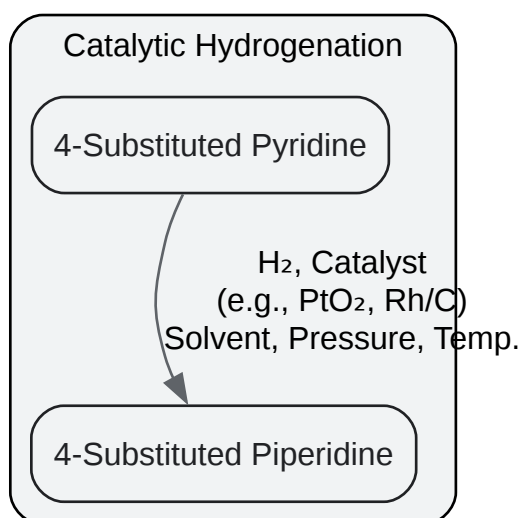 Catalytic Hydrogenation
4-Substituted Pyridine
H₂, Catalyst
(e.g., PtO₂, Rh/C)
Solvent, Pressure, Temp.
4-Substituted Piperidine